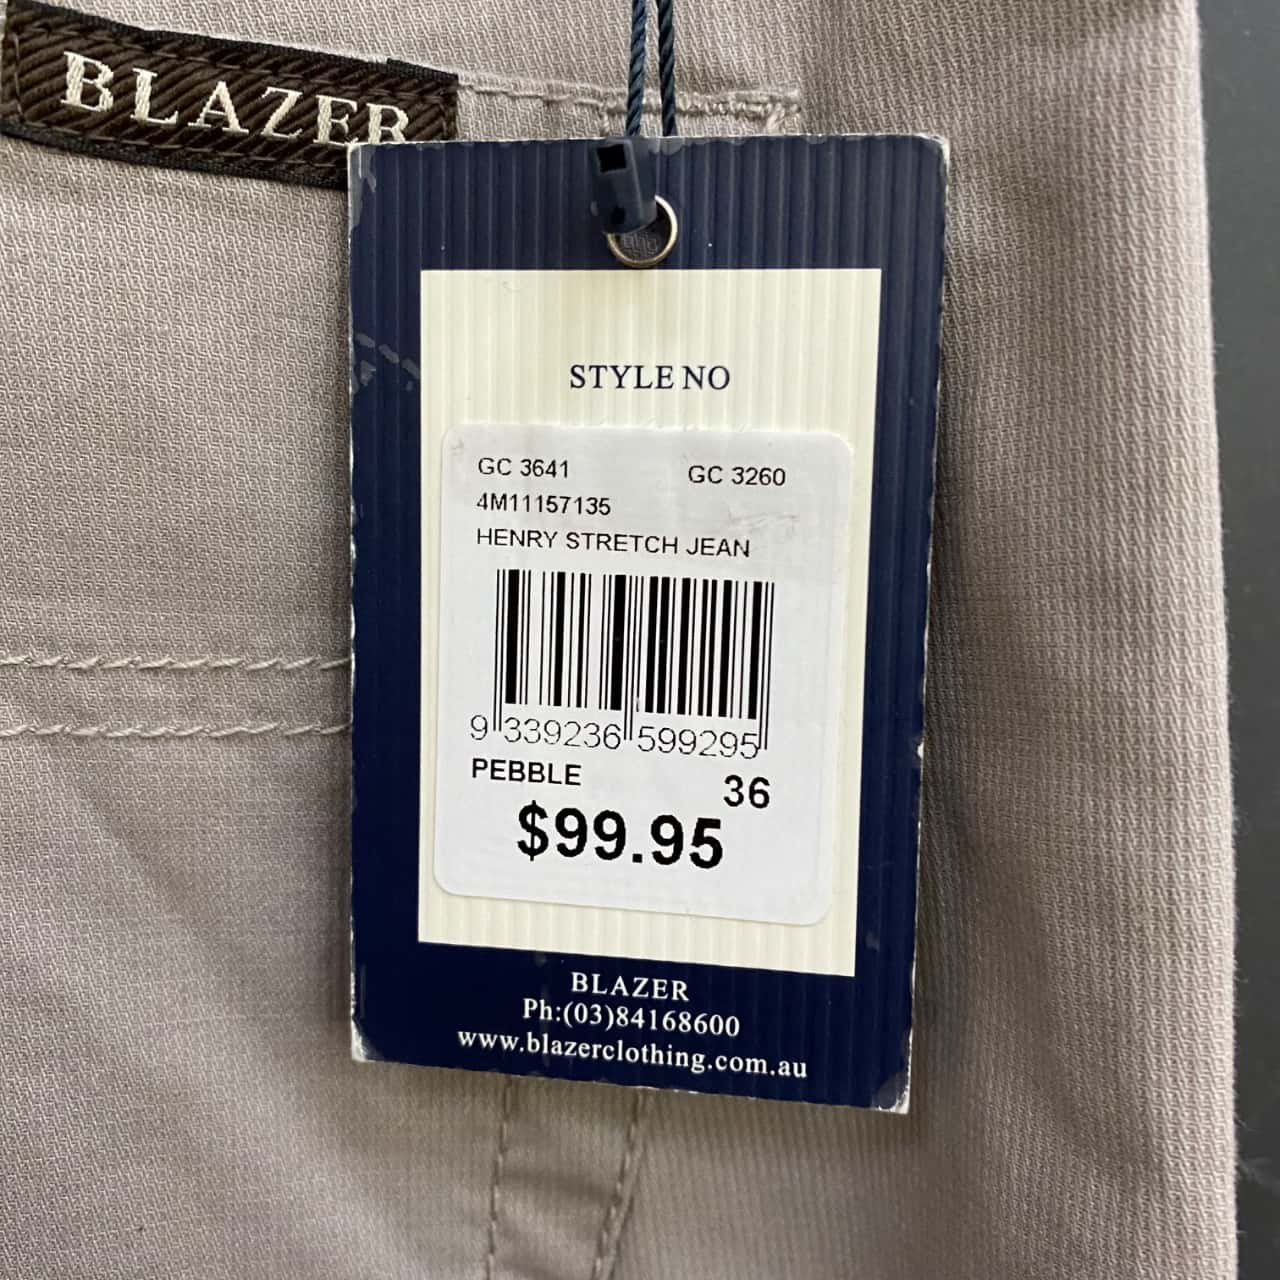 BLAZER
STYLE NO
GC 3641 GC 3260
4M11157135
HENRY STRETCH JEAN
9 339236 599295
PEBBLE 36
$99.95
BLAZER
Ph:(03)84168600
www.blazerclothing.com.au